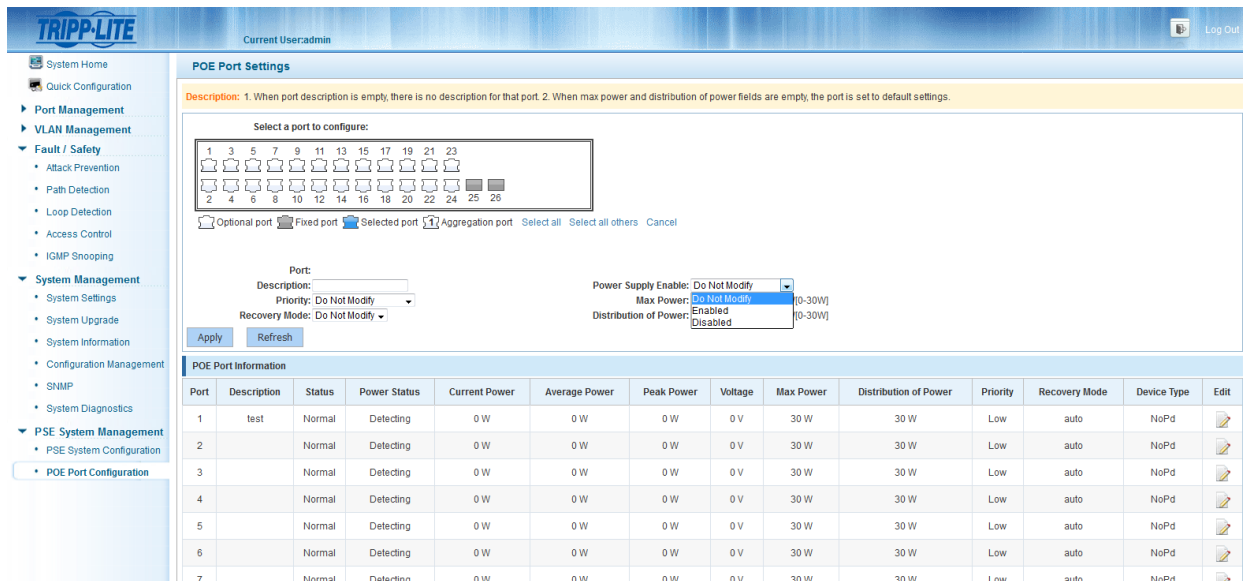 TRIPP·LITE
Current User:admin
Log Out
System Home
Quick Configuration
Port Management
VLAN Management
Fault / Safety
Attack Prevention
Path Detection
Loop Detection
Access Control
IGMP Snooping
System Management
System Settings
System Upgrade
System Information
Configuration Management
SNMP
System Diagnostics
PSE System Management
PSE System Configuration
POE Port Configuration
POE Port Settings
Description: 1. When port description is empty, there is no description for that port. 2. When max power and distribution of power fields are empty, the port is set to default settings.
Select a port to configure:
1 3 5 7 9 11 13 15 17 19 21 23
2 4 6 8 10 12 14 16 18 20 22 24 25 26
Optional port Fixed port Selected port 1 Aggregation port Select all Select all others Cancel
Port:
Description:
Power Supply Enable: Do Not Modify
Priority: Do Not Modify
Max Power: [0-30W]
Recovery Mode: Do Not Modify
Distribution of Power: [0-30W]
Do Not Modify
Enabled
Disabled
Apply Refresh
POE Port Information
Port Description Status Power Status Current Power Average Power Peak Power Voltage Max Power Distribution of Power Priority Recovery Mode Device Type Edit
1 test Normal Detecting 0 W 0 W 0 W 0 V 30 W 30 W Low auto NoPd
2 Normal Detecting 0 W 0 W 0 W 0 V 30 W 30 W Low auto NoPd
3 Normal Detecting 0 W 0 W 0 W 0 V 30 W 30 W Low auto NoPd
4 Normal Detecting 0 W 0 W 0 W 0 V 30 W 30 W Low auto NoPd
5 Normal Detecting 0 W 0 W 0 W 0 V 30 W 30 W Low auto NoPd
6 Normal Detecting 0 W 0 W 0 W 0 V 30 W 30 W Low auto NoPd
7 Normal Detecting 0 W 0 W 0 W 0 V 30 W 30 W Low auto NoPd